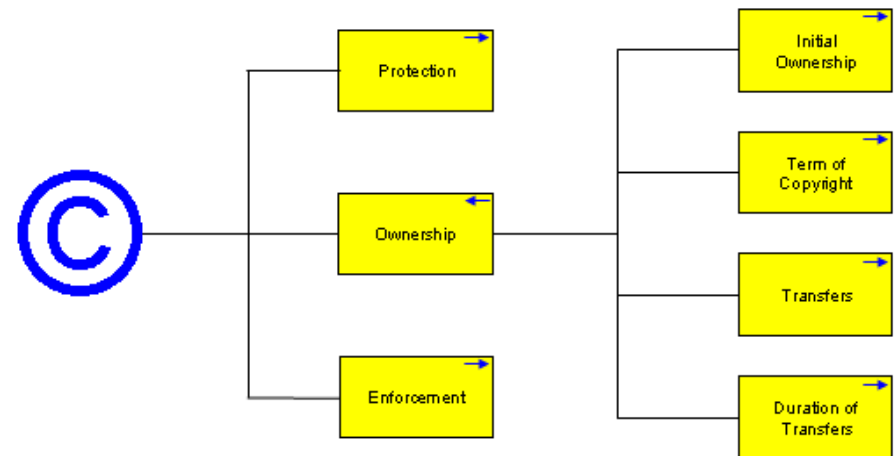 ©
Protection
Ownership
Enforcement
Initial
Ownership
Term of
Copyright
Transfers
Duration of
Transfers